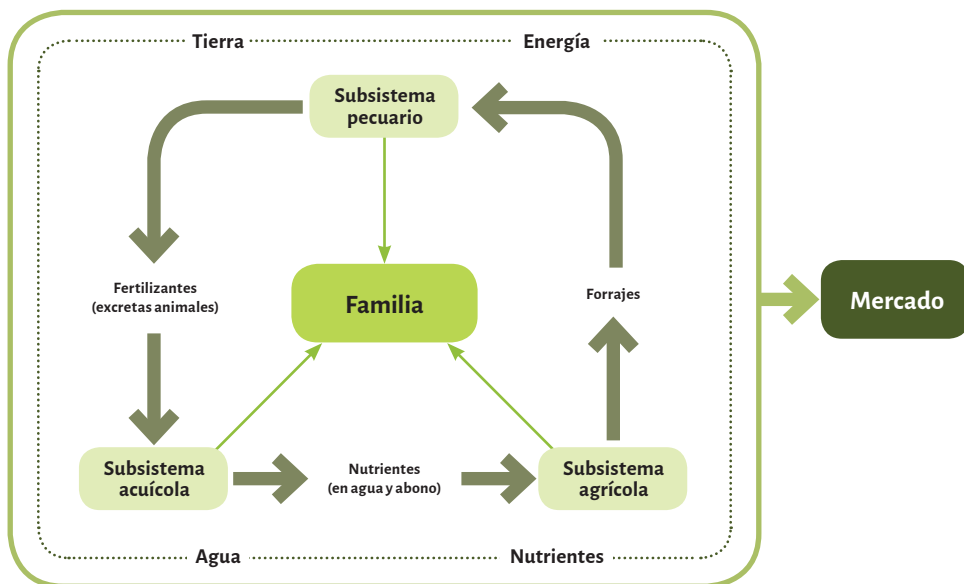 Tierra
Energía
Subsistema
pecuario
Fertilizantes
(excretas animales)
Familia
Forrajes
Mercado
Subsistema
acuícola
Nutrientes
(en agua y abono)
Subsistema
agrícola
Agua
Nutrientes